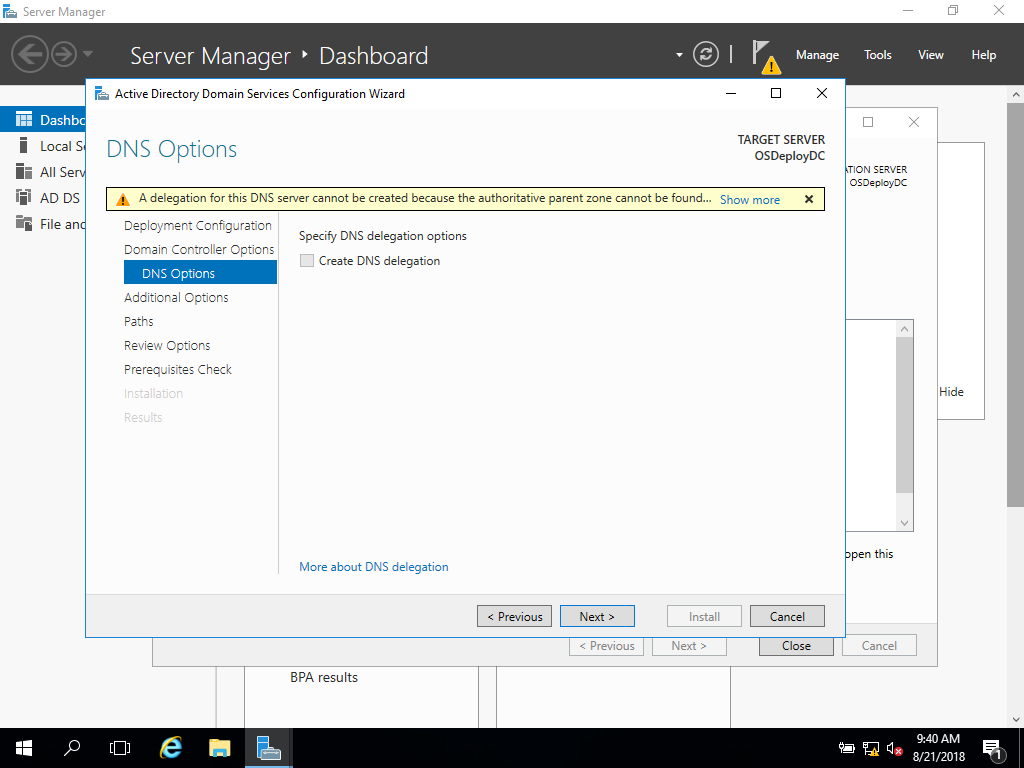 Server Manager
Server Manager ‣ Dashboard
Manage Tools View Help
Active Directory Domain Services Configuration Wizard
DNS Options
TARGET SERVER
OSDeployDC
A delegation for this DNS server cannot be created because the authoritative parent zone cannot be found... Show more
Deployment Configuration
Domain Controller Options
DNS Options
Additional Options
Paths
Review Options
Prerequisites Check
Installation
Results
Specify DNS delegation options
Create DNS delegation
More about DNS delegation
< Previous Next > Install Cancel
Dashbo
Local Se
All Serv
AD DS
File and
ATION SERVER
OSDeployDC
Hide
open this
< Previous Next > Close Cancel
BPA results
9:40 AM
8/21/2018
1